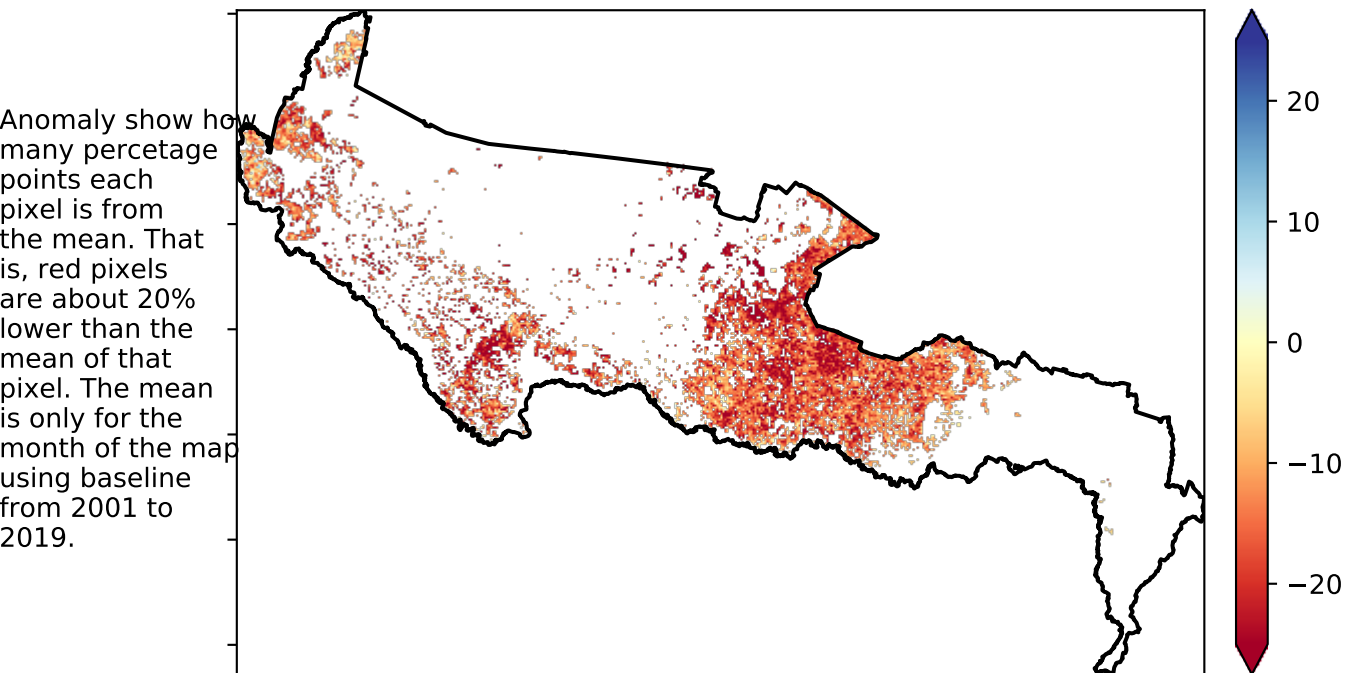 Anomaly show how
many percetage
points each
pixel is from
the mean. That
is, red pixels
are about 20%
lower than the
mean of that
pixel. The mean
is only for the
month of the map
using baseline
from 2001 to
2019.
20
10
0
−10
−20